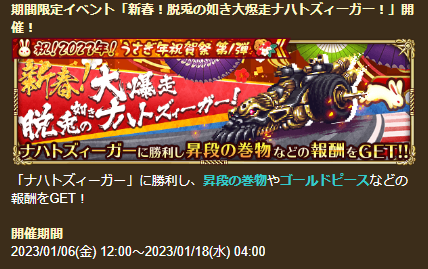 期間限定イベント「新春！脱兎の如き大爆走ナハトズィーガー！」開
催！
祝！2023年！うさぎ年祝賀祭 第1弾
新春！大爆走
脱兎の如きナハトズィーガー！
ナハトズィーガーに勝利し昇段の巻物などの報酬をGET!!
「ナハトズィーガー」に勝利し、昇段の巻物やゴールドピースなどの
報酬をGET！
開催期間
2023/01/06(金) 12:00～2023/01/18(水) 04:00